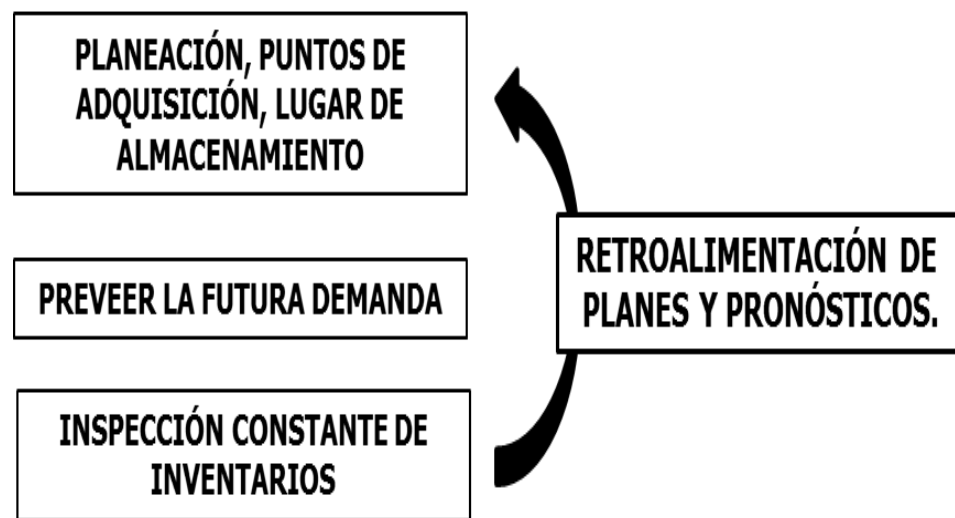 PLANEACIÓN, PUNTOS DE
ADQUISICIÓN, LUGAR DE
ALMACENAMIENTO
PREVEER LA FUTURA DEMANDA
INSPECCIÓN CONSTANTE DE
INVENTARIOS
RETROALIMENTACIÓN DE
PLANES Y PRONÓSTICOS.